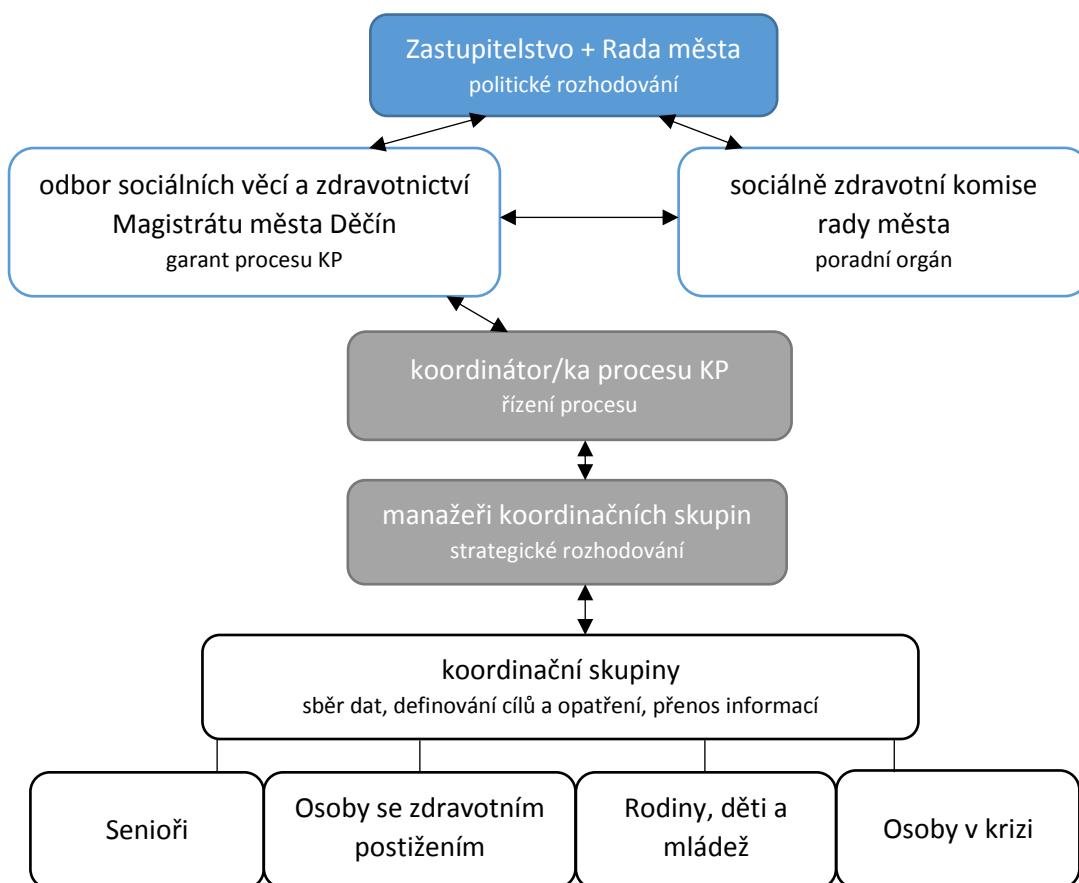 Zastupitelstvo + Rada města
politické rozhodování
odbor sociálních věcí a zdravotnictví
Magistrátu města Děčín
garant procesu KP
sociálně zdravotní komise
rady města
poradní orgán
koordinátor/ka procesu KP
řízení procesu
manažeři koordinačních skupin
strategické rozhodování
koordinační skupiny
sběr dat, definování cílů a opatření, přenos informací
Senioři
Osoby se zdravotním
postižením
Rodiny, děti a
mládež
Osoby v krizi